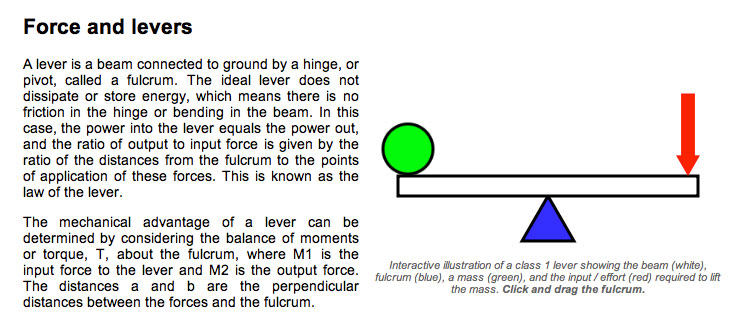 Force and levers
A lever is a beam connected to ground by a hinge, or
pivot, called a fulcrum. The ideal lever does not
dissipate or store energy, which means there is no
friction in the hinge or bending in the beam. In this
case, the power into the lever equals the power out,
and the ratio of output to input force is given by the
ratio of the distances from the fulcrum to the points
of application of these forces. This is known as the
law of the lever.
The mechanical advantage of a lever can be
determined by considering the balance of moments
or torque, T, about the fulcrum, where M1 is the
input force to the lever and M2 is the output force.
The distances a and b are the perpendicular
distances between the forces and the fulcrum.
Interactive illustration of a class 1 lever showing the beam (white),
fulcrum (blue), a mass (green), and the input / effort (red) required to lift
the mass. Click and drag the fulcrum.